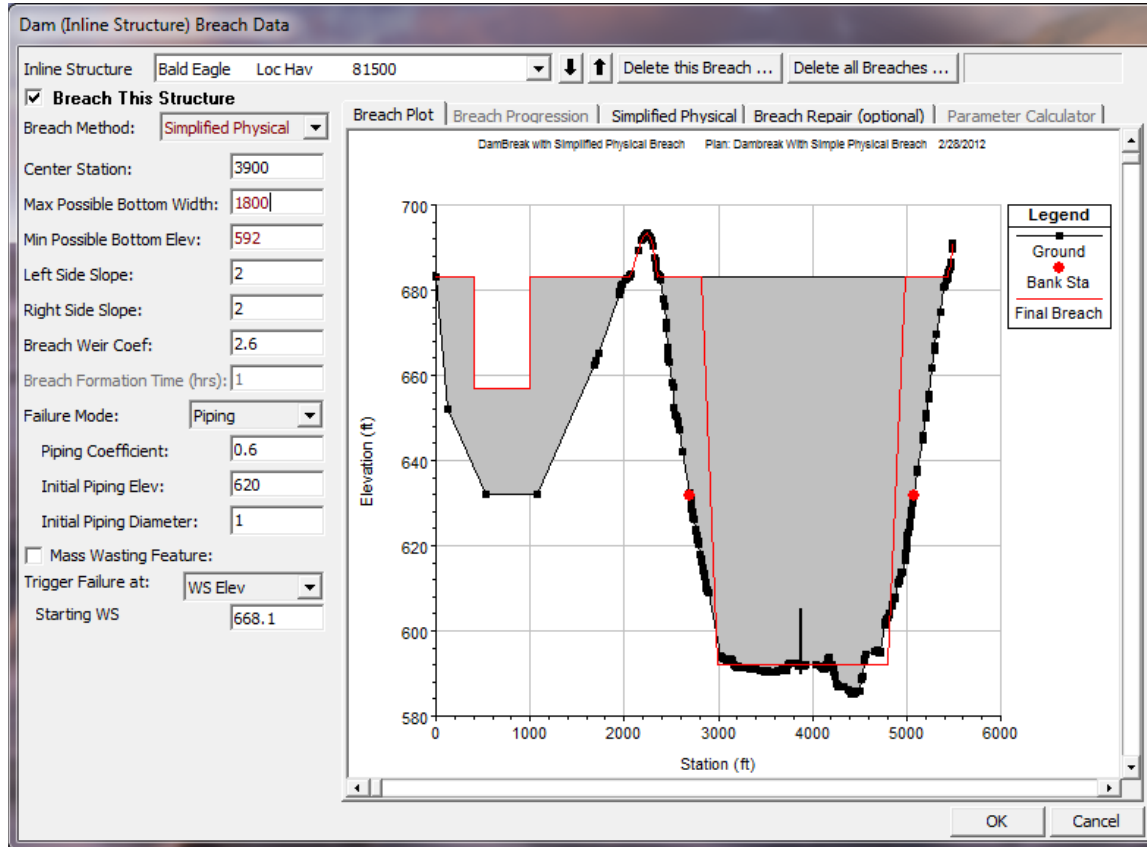 Dam (Inline Structure) Breach Data
Inline Structure Bald Eagle Loc Hav 81500 Delete this Breach ... Delete all Breaches ...
Breach This Structure
Breach Method: Simplified Physical
Center Station: 3900
Max Possible Bottom Width: 1800
Min Possible Bottom Elev: 592
Left Side Slope: 2
Right Side Slope: 2
Breach Weir Coef: 2.6
Breach Formation Time (hrs): 1
Failure Mode: Piping
Piping Coefficient: 0.6
Initial Piping Elev: 620
Initial Piping Diameter: 1
Mass Wasting Feature:
Trigger Failure at: WS Elev
Starting WS 668.1
Breach Plot Breach Progression Simplified Physical Breach Repair (optional) Parameter Calculator
DamBreak with Simplified Physical Breach Plan: Dambreak With Simple Physical Breach 2/28/2012
700
680
660
640
620
600
580
Elevation (ft)
0 1000 2000 3000 4000 5000 6000
Station (ft)
Legend
Ground
Bank Sta
Final Breach
OK Cancel